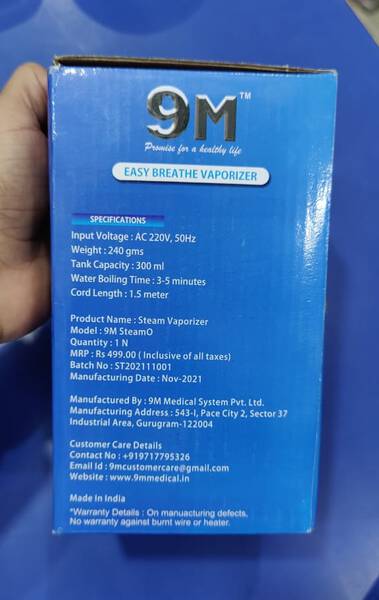 9M™
Promise for a healthy life
EASY BREATHE VAPORIZER
SPECIFICATIONS
Input Voltage : AC 220V, 50Hz
Weight : 240 gms
Tank Capacity : 300 ml
Water Boiling Time : 3-5 minutes
Cord Length : 1.5 meter
Product Name : Steam Vaporizer
Model : 9M SteamO
Quantity : 1 N
MRP : Rs 499.00 ( Inclusive of all taxes)
Batch No : ST202111001
Manufacturing Date : Nov-2021
Manufactured By : 9M Medical System Pvt. Ltd.
Manufacturing Address : 543-I, Pace City 2, Sector 37
Industrial Area, Gurugram-122004
Customer Care Details
Contact No : +919717795326
Email Id : 9mcustomercare@gmail.com
Website : www.9mmedical.in
Made In India
*Warranty Details : On manuacturing defects,
No warranty against burnt wire or heater.